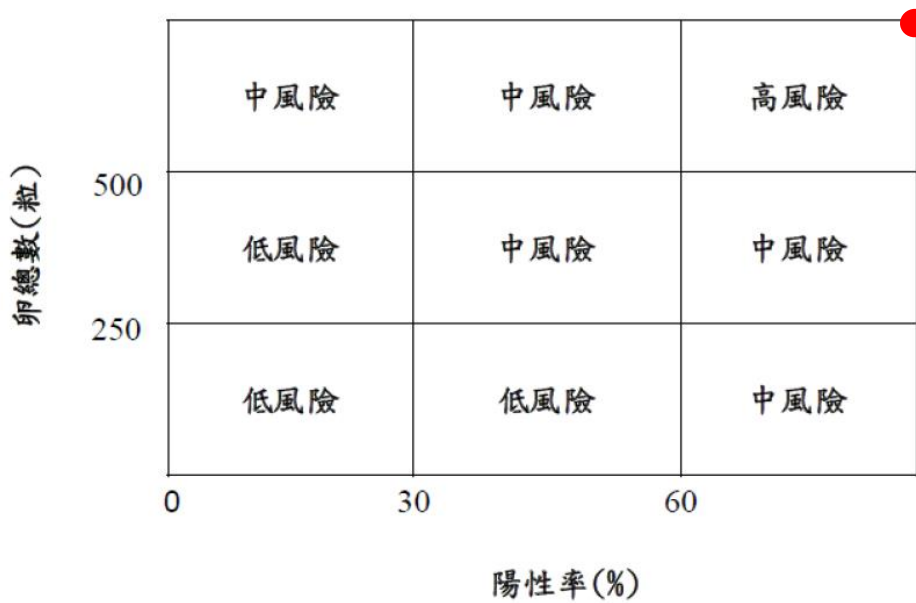 中風險 中風險 高風險
500
低風險 中風險 中風險
250
低風險 低風險 中風險
0 30 60
卵總數(粒)
陽性率(%)